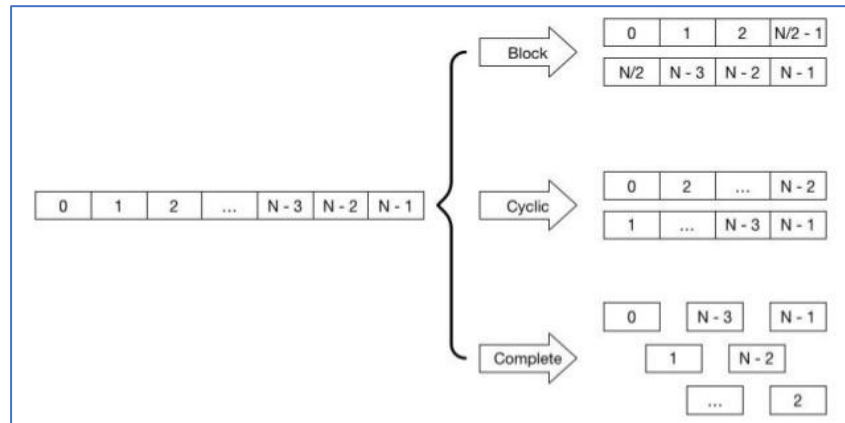 0 1 2 ... N - 3 N - 2 N - 1
Block
0 1 2 N/2 - 1
N/2 N - 3 N - 2 N - 1
Cyclic
0 2 ... N - 2
1 ... N - 3 N - 1
Complete
0 N - 3 N - 1
1 N - 2
... 2